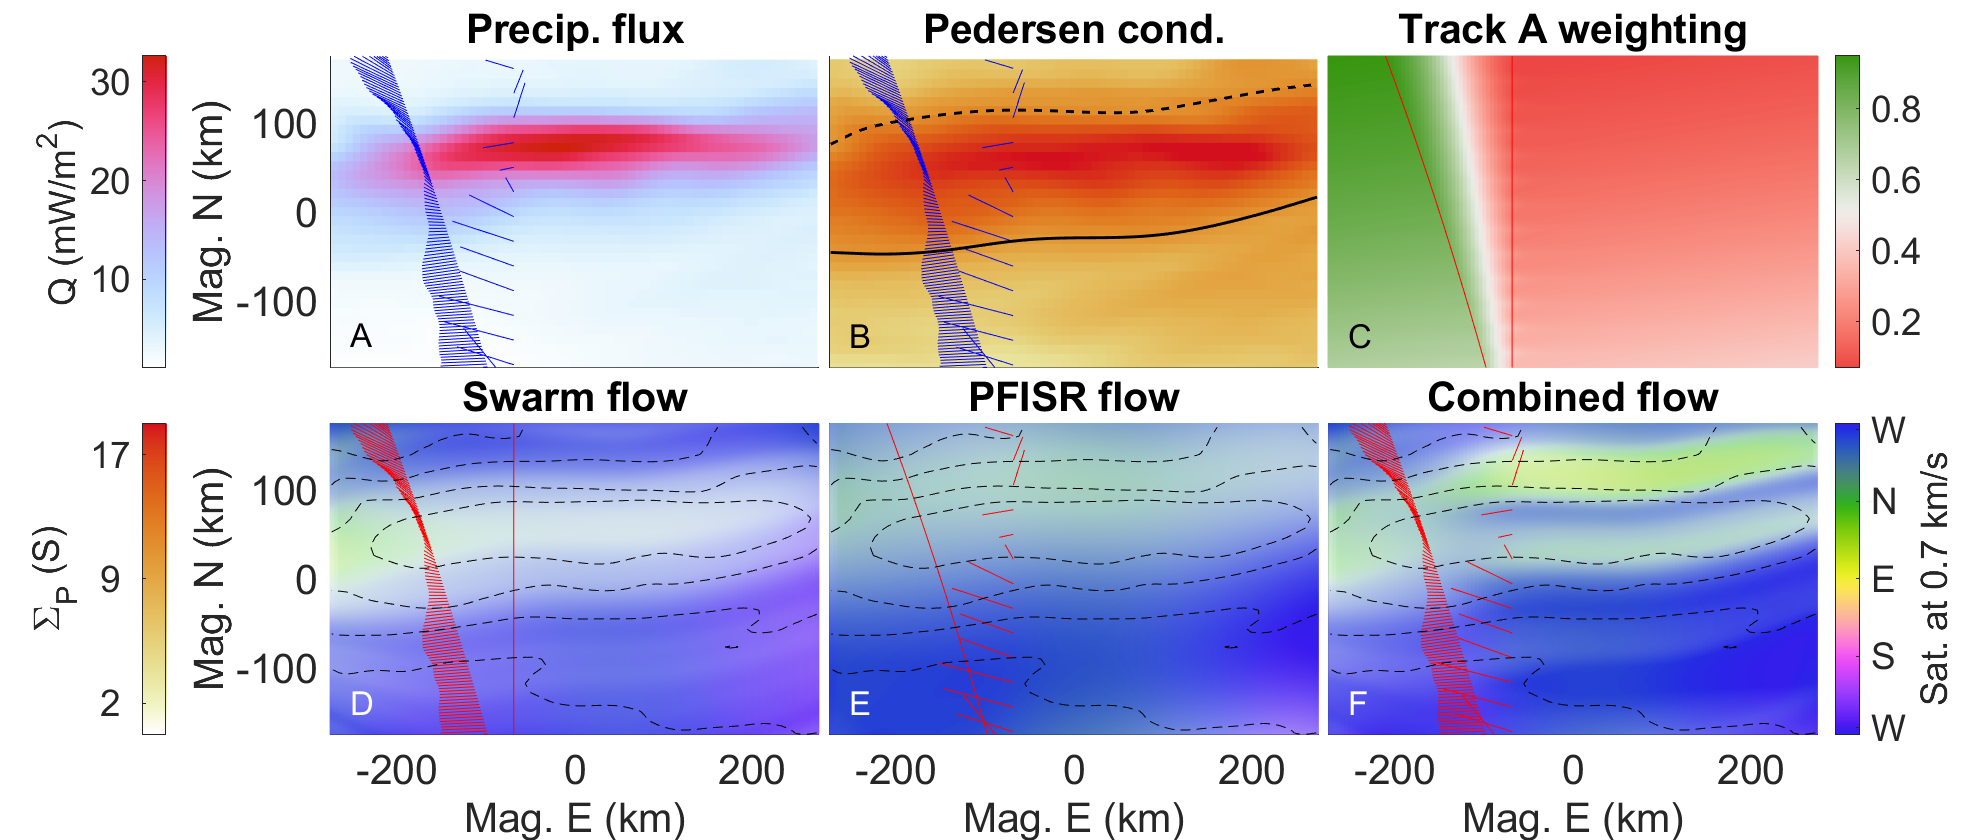 Precip. flux
Pedersen cond.
Track A weighting
Q (mW/m²)
30
20
10
Mag. N (km)
100
0
-100
A
B
C
0.8
0.6
0.4
0.2
Swarm flow
PFISR flow
Combined flow
Σ_P (S)
17
9
2
Mag. N (km)
100
0
-100
D
E
F
W
N
E
S
W
Sat. at 0.7 km/s
-200 0 200
-200 0 200
-200 0 200
Mag. E (km)
Mag. E (km)
Mag. E (km)